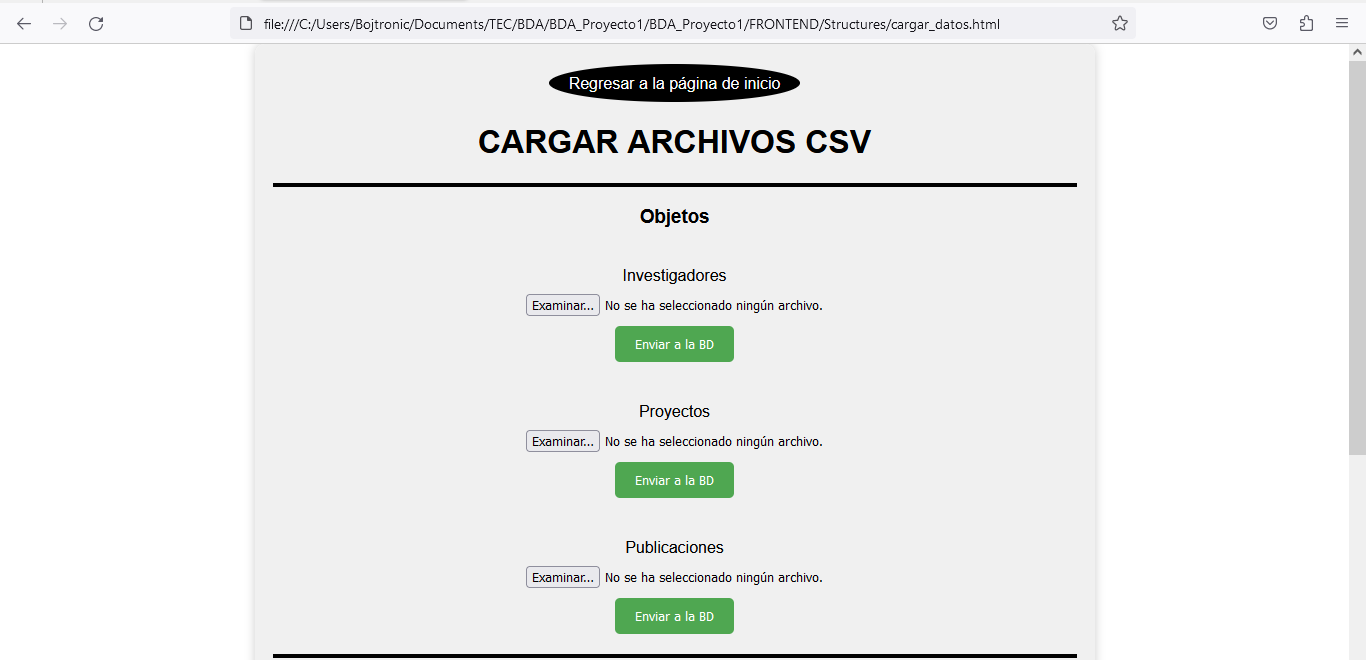 file:///C:/Users/Bojtronic/Documents/TEC/BDA/BDA_Proyecto1/BDA_Proyecto1/FRONTEND/Structures/cargar_datos.html
Regresar a la página de inicio
CARGAR ARCHIVOS CSV
Objetos
Investigadores
Examinar... No se ha seleccionado ningún archivo.
Enviar a la BD
Proyectos
Examinar... No se ha seleccionado ningún archivo.
Enviar a la BD
Publicaciones
Examinar... No se ha seleccionado ningún archivo.
Enviar a la BD